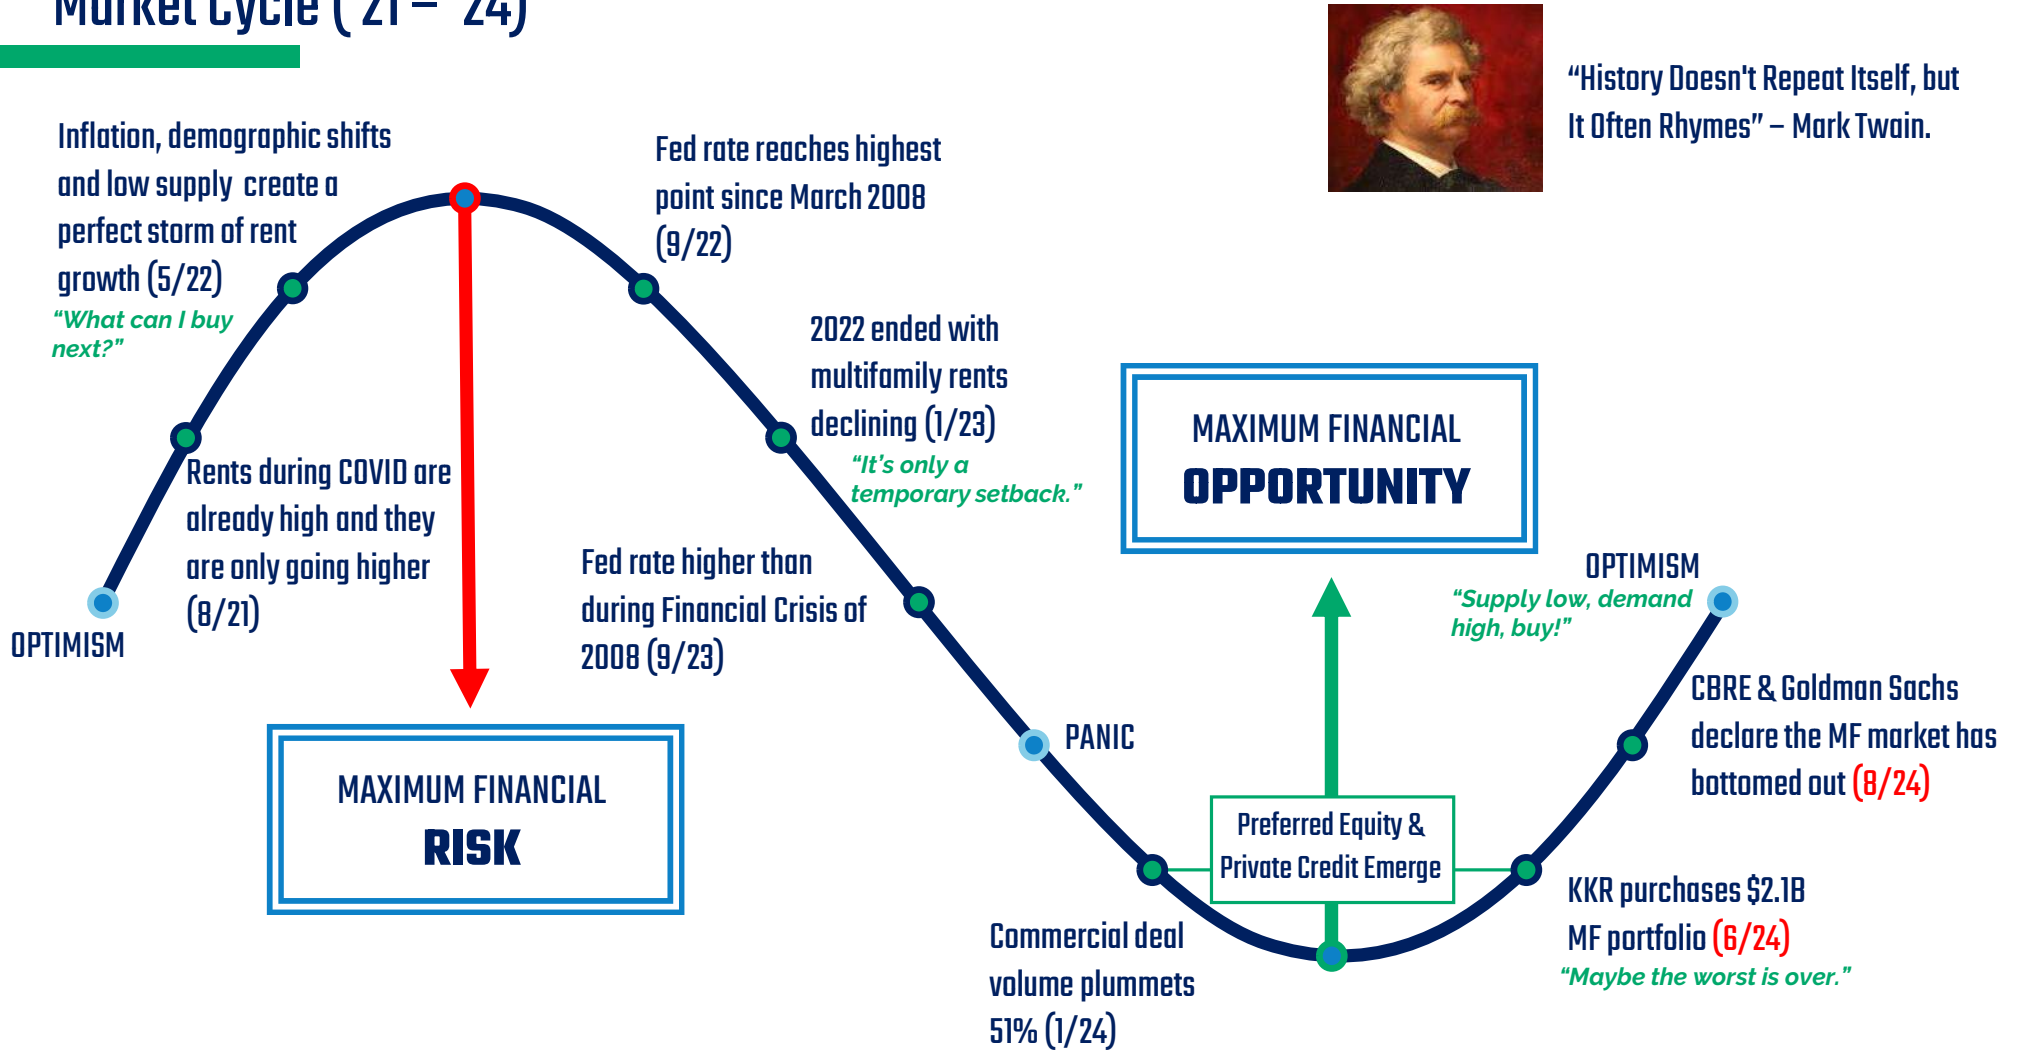 Market Cycle ('21 – '24)
“History Doesn't Repeat Itself, but
It Often Rhymes” – Mark Twain.
Inflation, demographic shifts
and low supply create a
perfect storm of rent
growth (5/22)
“What can I buy
next?”
Fed rate reaches highest
point since March 2008
(9/22)
2022 ended with
multifamily rents
declining (1/23)
“It’s only a
temporary setback.”
MAXIMUM FINANCIAL
OPPORTUNITY
Rents during COVID are
already high and they
are only going higher
(8/21)
OPTIMISM
Fed rate higher than
during Financial Crisis of
2008 (9/23)
OPTIMISM
“Supply low, demand
high, buy!”
CBRE & Goldman Sachs
declare the MF market has
bottomed out (8/24)
PANIC
MAXIMUM FINANCIAL
RISK
Preferred Equity &
Private Credit Emerge
KKR purchases $2.1B
MF portfolio (6/24)
“Maybe the worst is over.”
Commercial deal
volume plummets
51% (1/24)